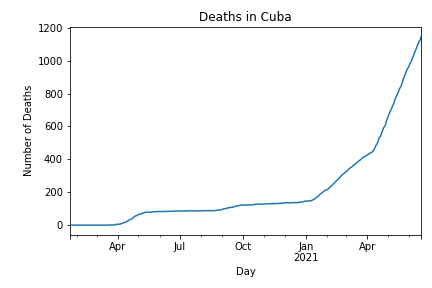 Deaths in Cuba
1200
1000
800
600
400
200
0
Number of Deaths
Apr
Jul
Oct
Jan
2021
Apr
Day